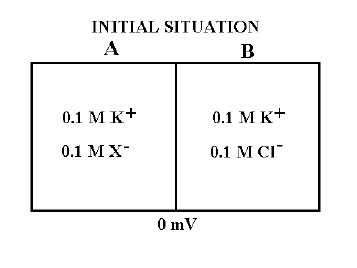 INITIAL SITUATION
A B
0.1 M K+ 0.1 M K+
0.1 M X- 0.1 M Cl-
0 mV